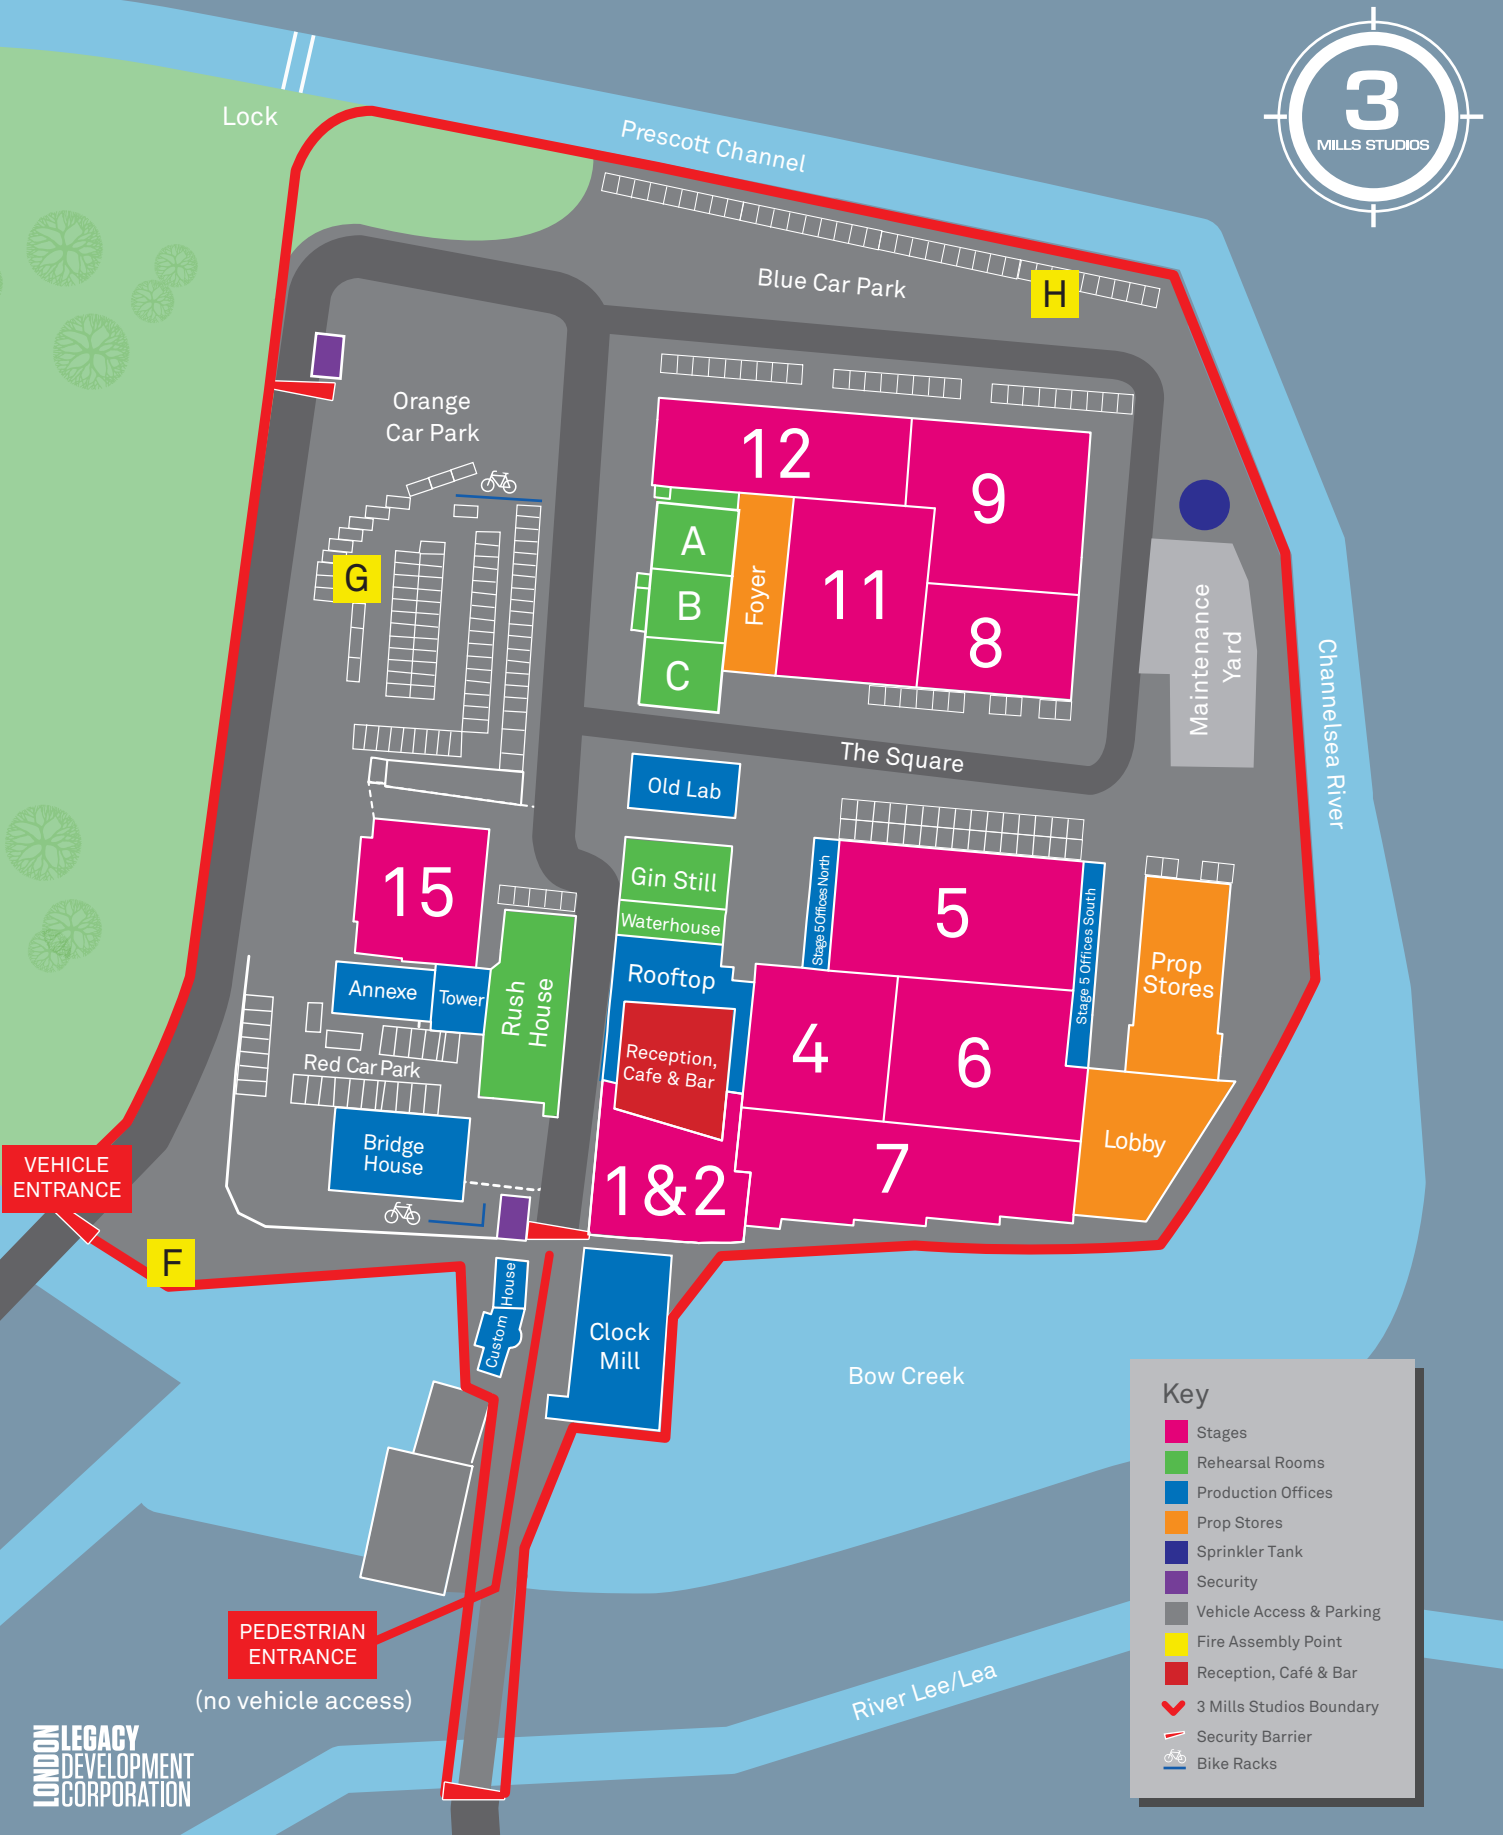 3
MILLS STUDIOS
Lock
Prescott Channel
Blue Car Park
H
Orange
Car Park
G
12
9
A
B
C
Foyer
11
8
Maintenance
Yard
Channelsea River
The Square
Old Lab
15
Gin Still
Waterhouse
Rooftop
Stage 5 Offices North
5
Stage 5 Offices South
Prop
Stores
Annexe
Tower
Rush
House
Reception,
Cafe & Bar
4
6
Red Car Park
Bridge
House
Lobby
7
1&2
VEHICLE
ENTRANCE
F
Custom House
Clock
Mill
Bow Creek
PEDESTRIAN
ENTRANCE
(no vehicle access)
River Lee/Lea
Key
Stages
Rehearsal Rooms
Production Offices
Prop Stores
Sprinkler Tank
Security
Vehicle Access & Parking
Fire Assembly Point
Reception, Café & Bar
3 Mills Studios Boundary
Security Barrier
Bike Racks
LONDON
LEGACY
DEVELOPMENT
CORPORATION